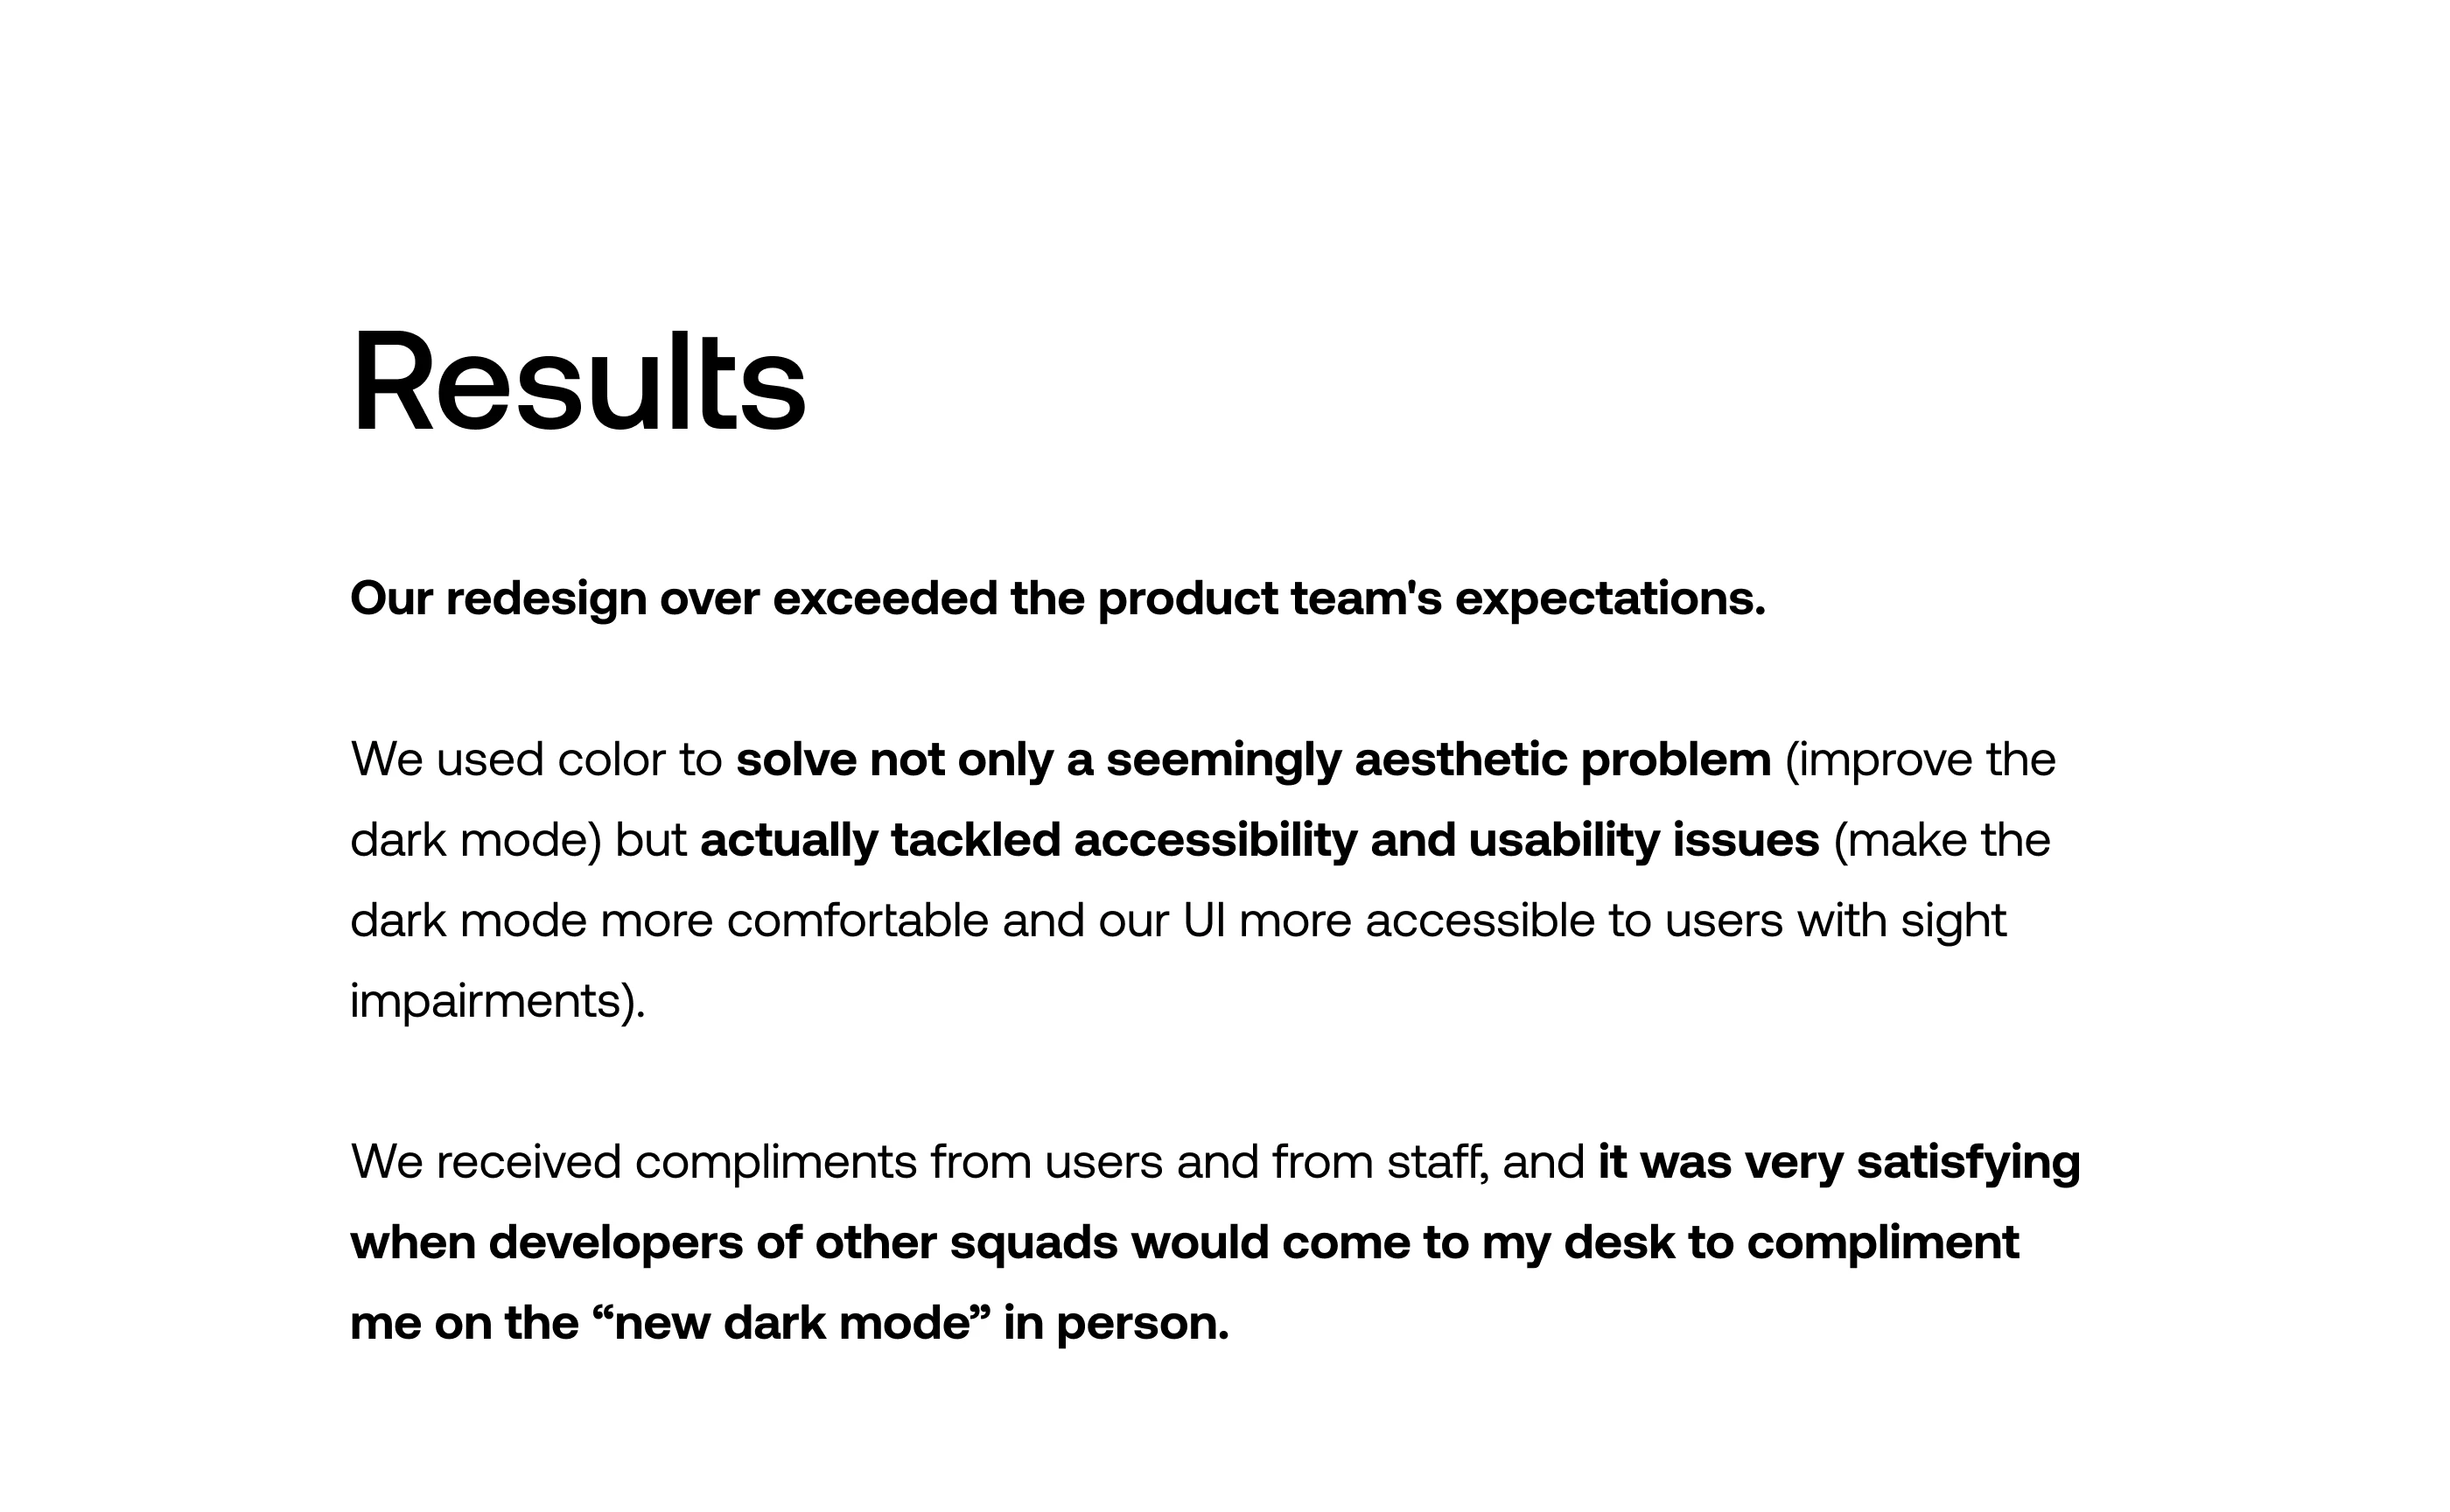 Results
Our redesign over exceeded the product team's expectations.
We used color to solve not only a seemingly aesthetic problem (improve the
dark mode) but actually tackled accessibility and usability issues (make the
dark mode more comfortable and our UI more accessible to users with sight
impairments).
We received compliments from users and from staff, and it was very satisfying
when developers of other squads would come to my desk to compliment
me on the “new dark mode” in person.